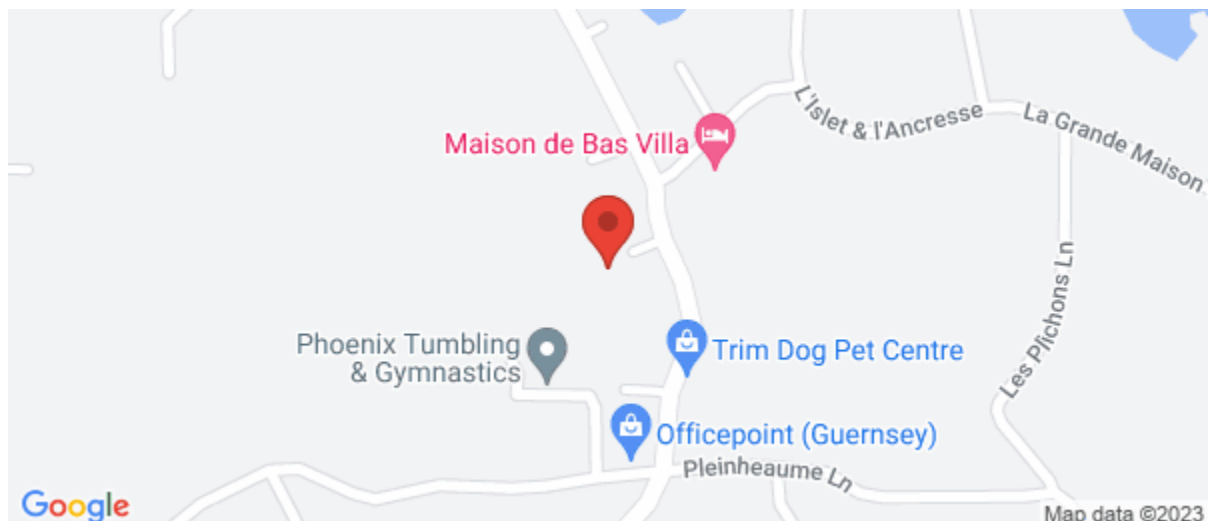 L'Islet & l'Ancresse
La Grande Maison
Maison de Bas Villa
Les Plichons Ln
Phoenix Tumbling
& Gymnastics
Trim Dog Pet Centre
Officepoint (Guernsey)
Pleinheaume Ln
Google
Map data ©2023